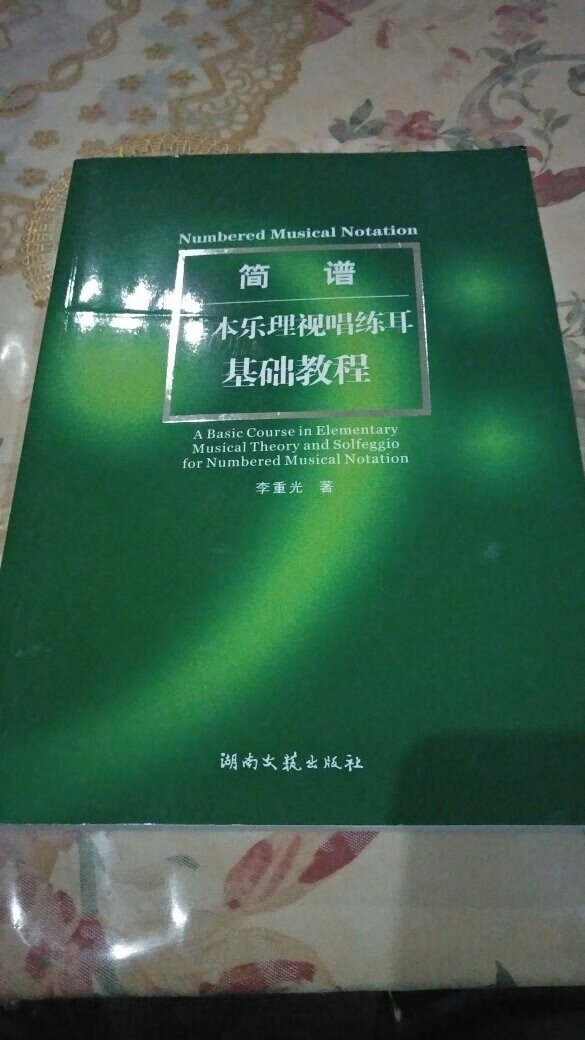 Numbered Musical Notation
简 谱
本乐理视唱练耳
基础教程
A Basic Course in Elementary
Musical Theory and Solfeggio
for Numbered Musical Notation
李重光 著
湖南文艺出版社